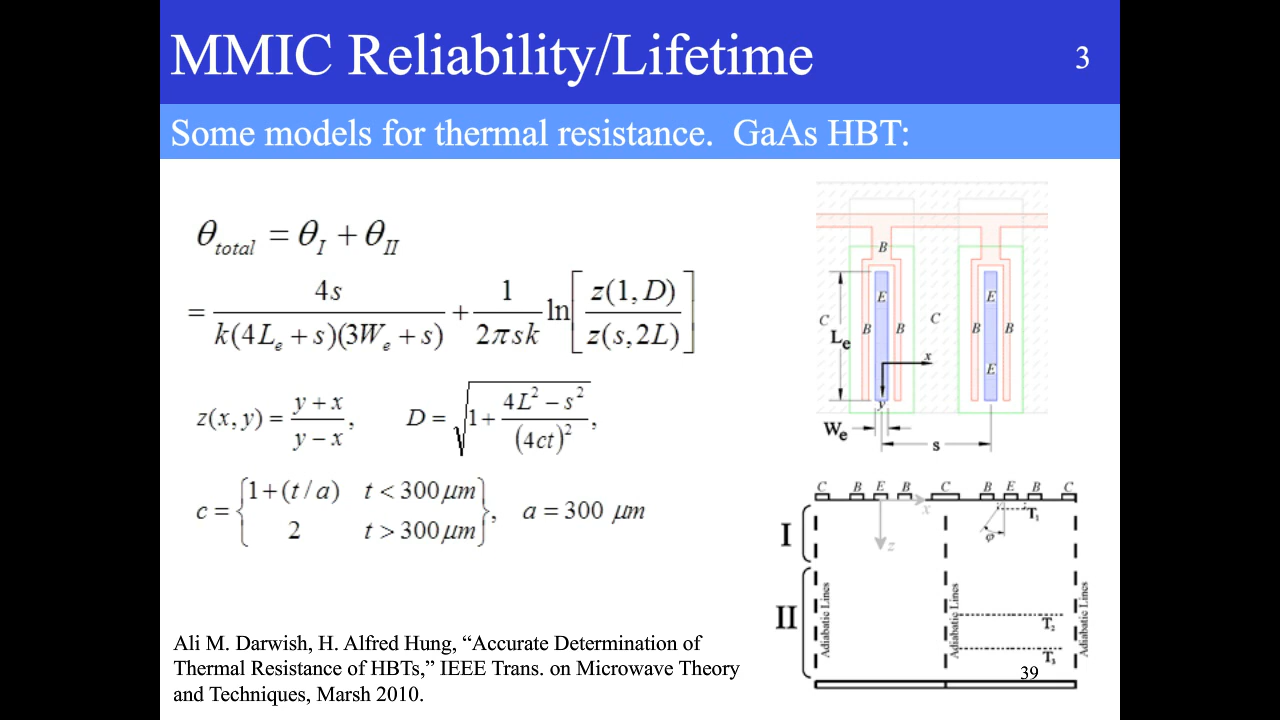 MMIC Reliability/Lifetime
3
Some models for thermal resistance.  GaAs HBT:
θ_total = θ_I + θ_II
= 4s / k(4L_e + s)(3W_e + s) + 1 / 2πsk ln[z(1, D) / z(s, 2L)]
z(x, y) = y + x / y − x,    D = √(1 + 4L² − s² / (4ct)²),
c = {1 + (t / a)   t < 300 μm
2   t > 300 μm},   a = 300 μm
Ali M. Darwish, H. Alfred Hung, “Accurate Determination of
Thermal Resistance of HBTs,” IEEE Trans. on Microwave Theory
and Techniques, Marsh 2010.
B
E E
C C
B B B B
L_e
x
E
y
W_e
s
C B E B C B E B C
x
T_1
I
φ
z
II
Adiabatic Lines
Adiabatic Lines
Adiabatic Lines
T_2
T_3
39